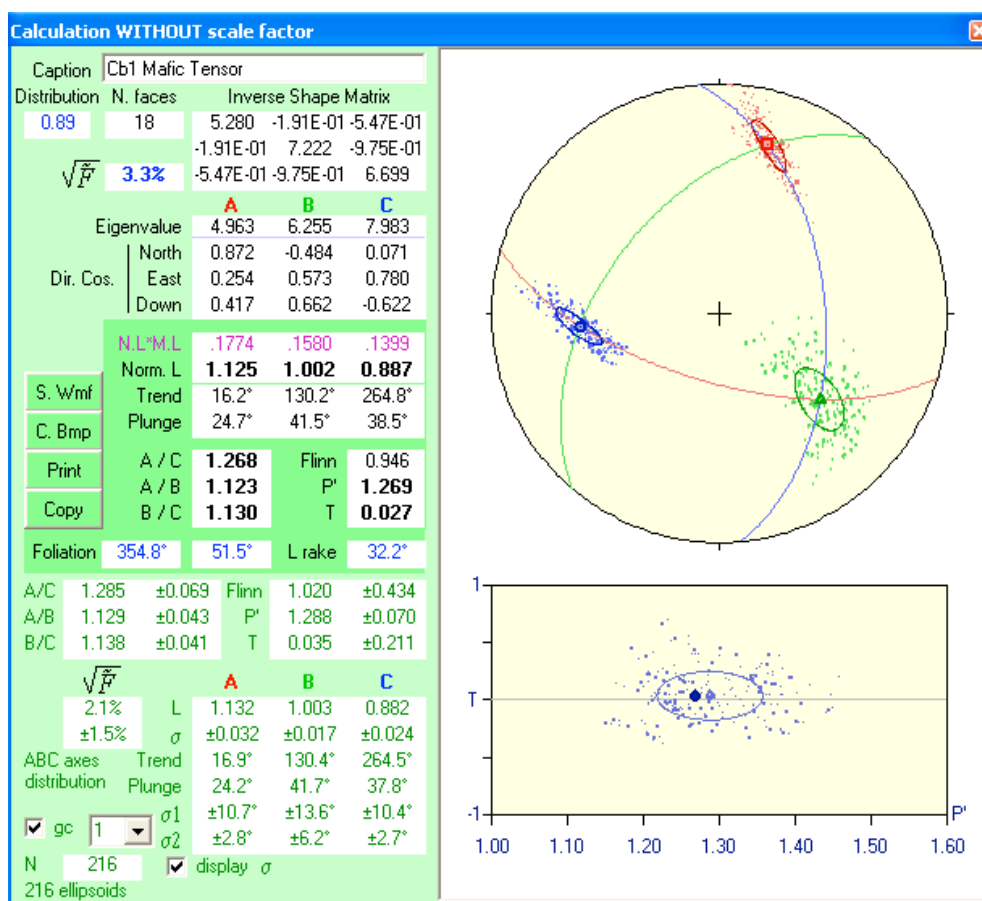 Calculation WITHOUT scale factor
Caption Cb1 Mafic Tensor
Distribution N. faces Inverse Shape Matrix
0.89 18 5.280 -1.91E-01 -5.47E-01
-1.91E-01 7.222 -9.75E-01
√F̃ 3.3% -5.47E-01 -9.75E-01 6.699
A B C
Eigenvalue 4.963 6.255 7.983
North 0.872 -0.484 0.071
Dir. Cos. East 0.254 0.573 0.780
Down 0.417 0.662 -0.622
N.L*M.L .1774 .1580 .1399
Norm. L 1.125 1.002 0.887
S. Wmf Trend 16.2° 130.2° 264.8°
C. Bmp Plunge 24.7° 41.5° 38.5°
Print A / C 1.268 Flinn 0.946
A / B 1.123 P' 1.269
Copy B / C 1.130 T 0.027
Foliation 354.8° 51.5° L rake 32.2°
A/C 1.285 ±0.069 Flinn 1.020 ±0.434
A/B 1.129 ±0.043 P' 1.288 ±0.070
B/C 1.138 ±0.041 T 0.035 ±0.211
√F̃ A B C
2.1% L 1.132 1.003 0.882
±1.5% σ ±0.032 ±0.017 ±0.024
ABC axes Trend 16.9° 130.4° 264.5°
distribution Plunge 24.2° 41.7° 37.8°
σ1 ±10.7° ±13.6° ±10.4°
gc 1 σ2 ±2.8° ±6.2° ±2.7°
N 216 display σ
216 ellipsoids
1
T
-1 P'
1.00 1.10 1.20 1.30 1.40 1.50 1.60